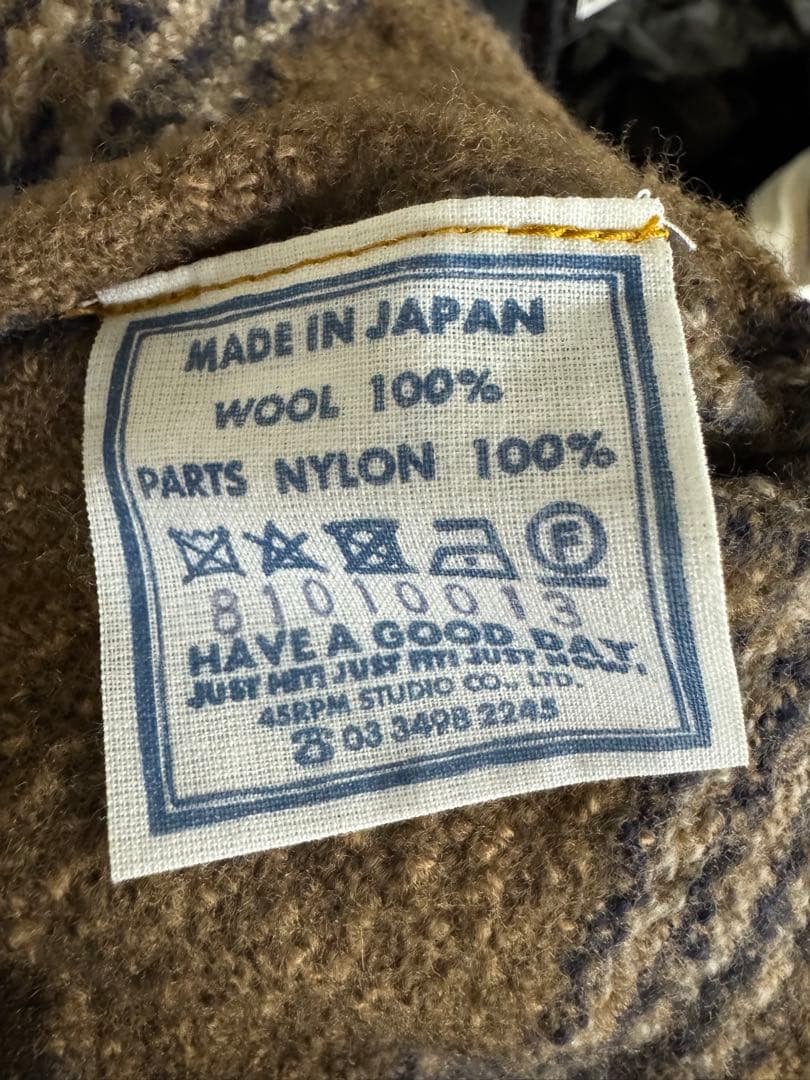 MADE IN JAPAN
WOOL 100%
PARTS NYLON 100%
F
81010013
HAVE A GOOD DAY.
JUST HIT! JUST FIT! JUST NOW.
45RPM STUDIO CO., LTD.
☎ 03 3498 2245